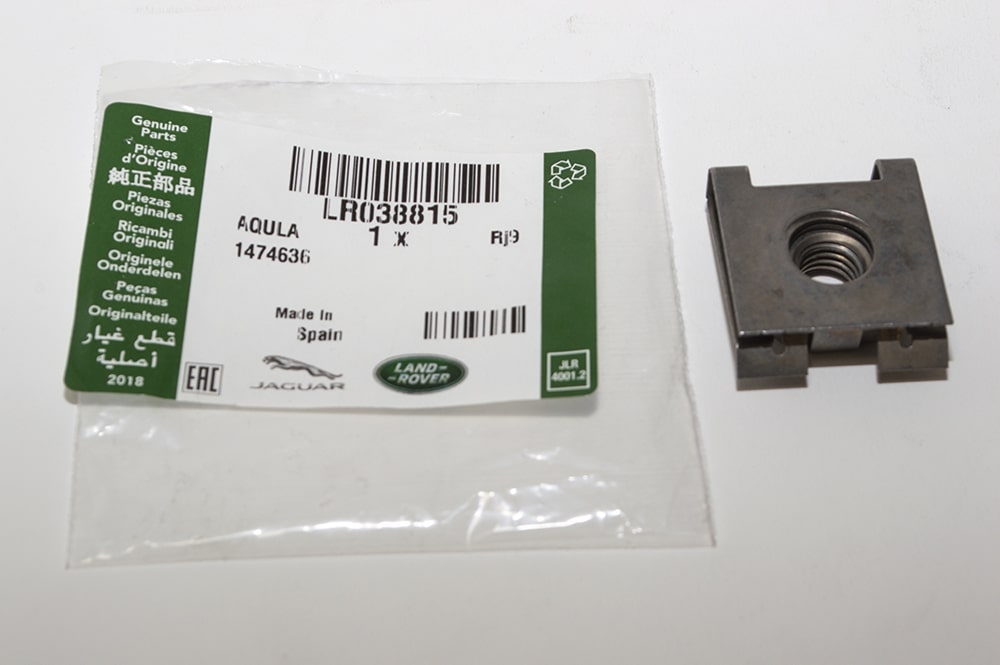 Genuine
Parts
Pièces
d'Origine
純正部品
Piezas
Originales
Ricambi
Originali
Originele
Onderdelen
Peças
Genuinas
Originalteile
قطع غيار
أصلية
2018
EAC
LR038815
AQULA
1 x
Rj9
1474636
Made In
Spain
JAGUAR
LAND-
-ROVER
JLR
4001.2